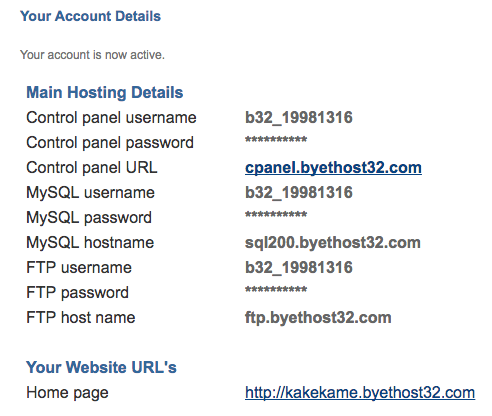 Your Account Details
Your account is now active.
Main Hosting Details
Control panel username b32_19981316
Control panel password **********
Control panel URL cpanel.byethost32.com
MySQL username b32_19981316
MySQL password **********
MySQL hostname sql200.byethost32.com
FTP username b32_19981316
FTP password **********
FTP host name ftp.byethost32.com
Your Website URL's
Home page http://kakekame.byethost32.com